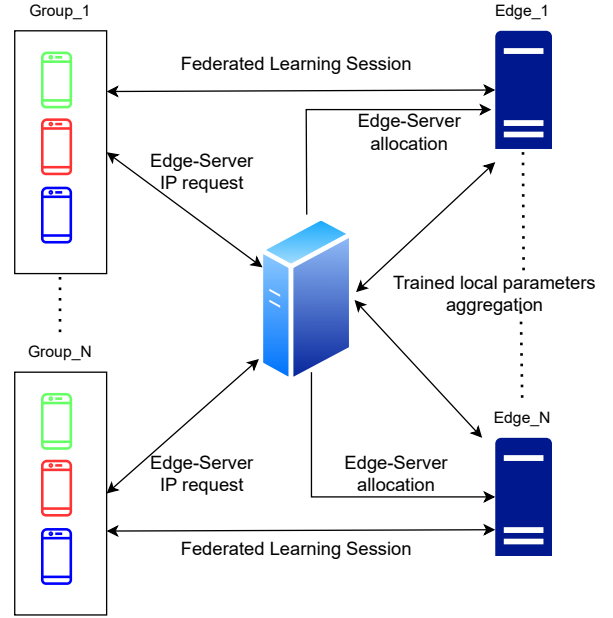 Group_1
Edge_1
Federated Learning Session
Edge-Server
allocation
Edge-Server
IP request
Trained local parameters
aggregation
Group_N
Edge_N
Edge-Server
IP request
Edge-Server
allocation
Federated Learning Session